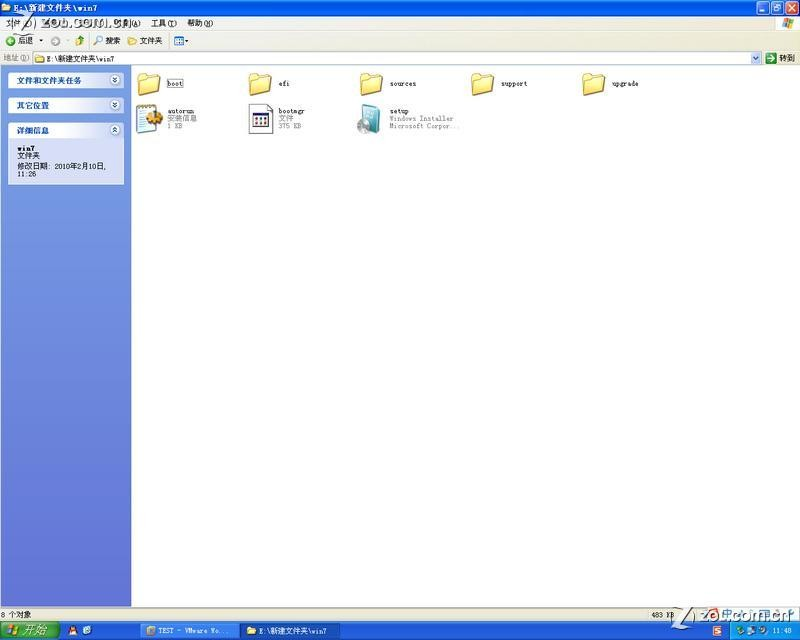 E:\新建文件夹\win7
zol.com.cn
工具(T) 帮助(H)
后退 搜索 文件夹
地址(D) E:\新建文件夹\win7 转到
文件和文件夹任务
其它位置
详细信息
win7
文件夹
修改日期: 2010年2月10日,
11:26
boot
efi
sources
support
upgrade
autorun
安装信息
1 KB
bootmgr
文件
375 KB
setup
Windows Installer
Microsoft Corpor...
8 个对象
483 KB
zol.com.cn
开始
TEST - VMware Wo...
E:\新建文件夹\win7
11:48